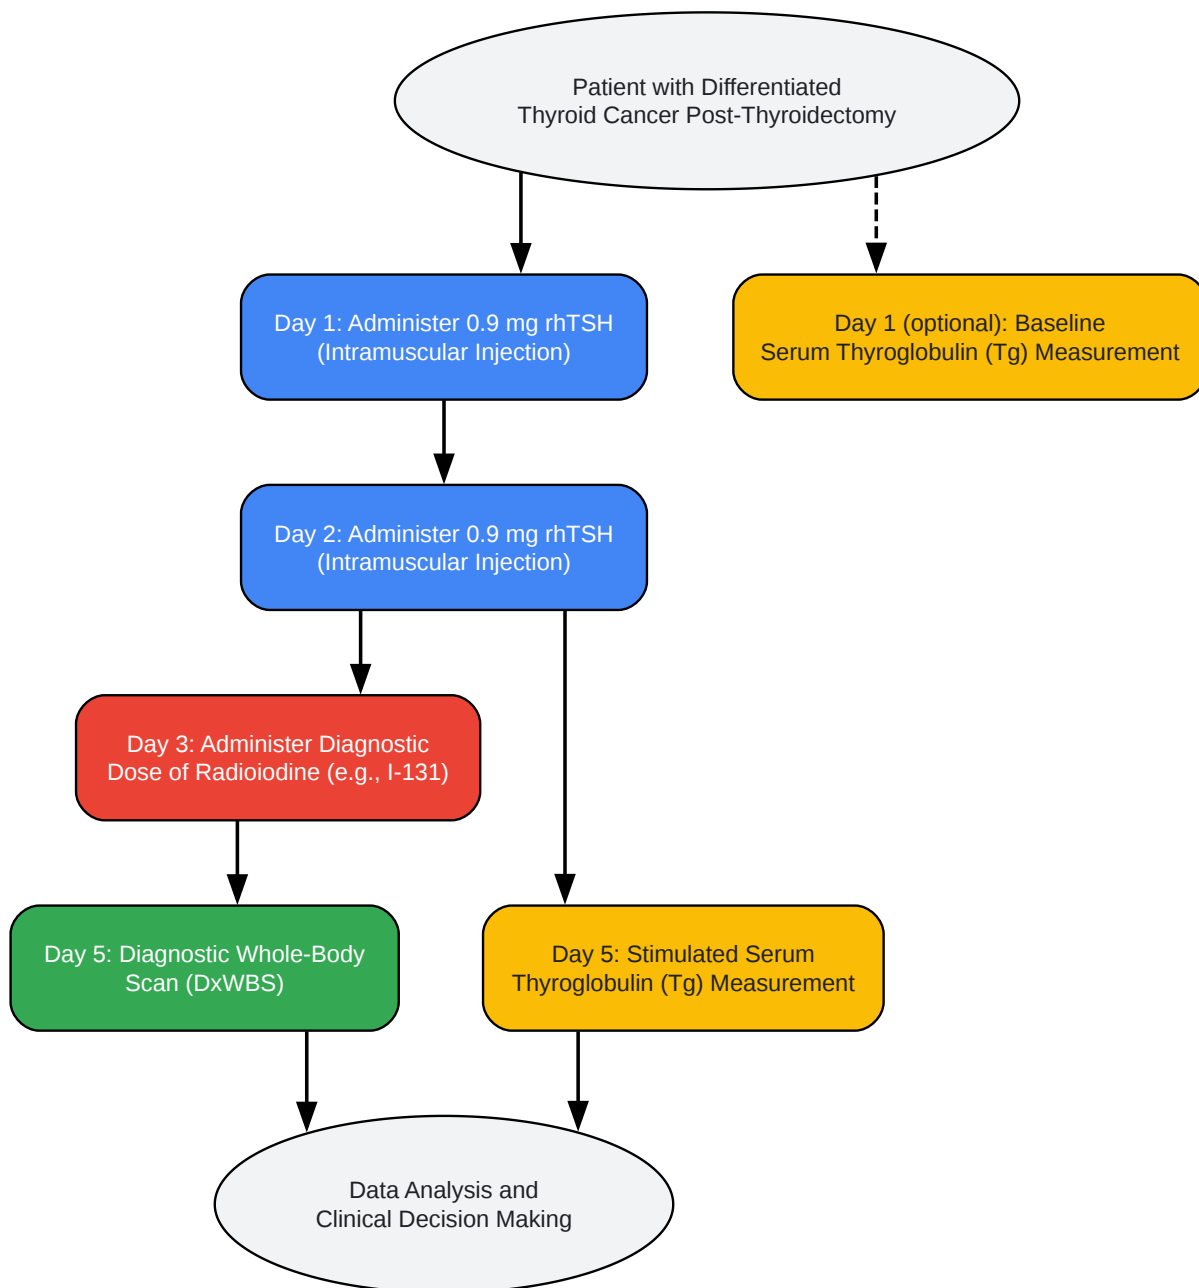 Patient with Differentiated
Thyroid Cancer Post-Thyroidectomy
Day 1: Administer 0.9 mg rhTSH
(Intramuscular Injection)
Day 1 (optional): Baseline
Serum Thyroglobulin (Tg) Measurement
Day 2: Administer 0.9 mg rhTSH
(Intramuscular Injection)
Day 3: Administer Diagnostic
Dose of Radioiodine (e.g., I-131)
Day 5: Diagnostic Whole-Body
Scan (DxWBS)
Day 5: Stimulated Serum
Thyroglobulin (Tg) Measurement
Data Analysis and
Clinical Decision Making